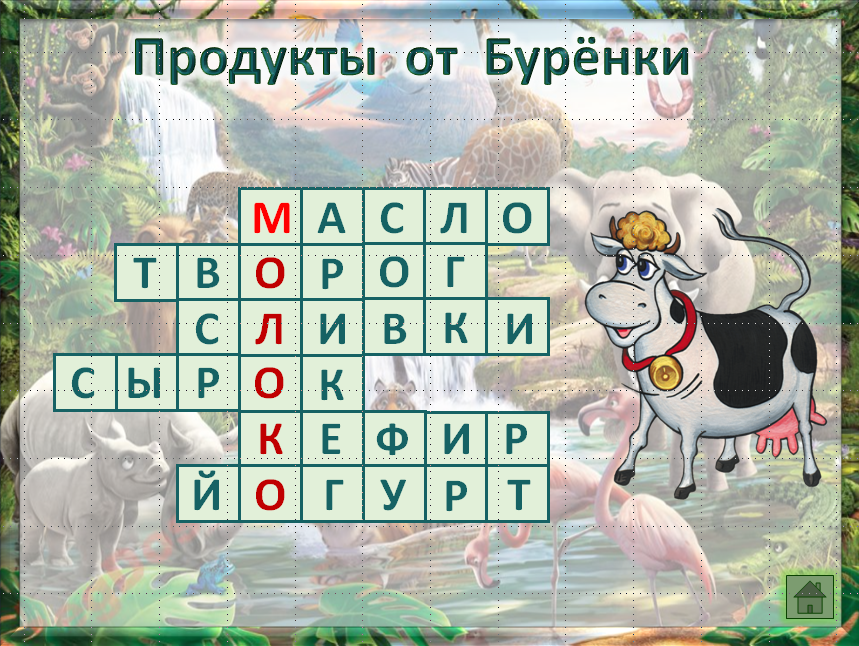 Продукты от Бурёнки
МАСЛО
ТВОРОГ
СЛИВКИ
СЫРОК
КЕФИР
ЙОГУРТ